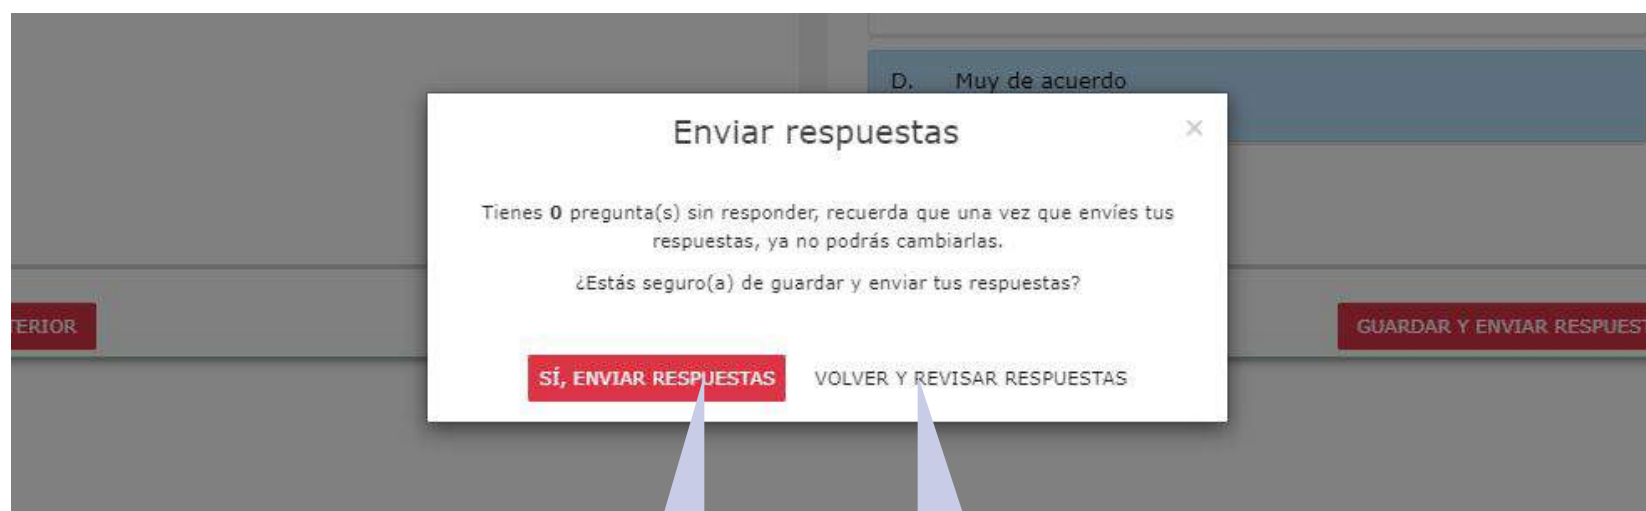 D. Muy de acuerdo
Enviar respuestas
×
Tienes 0 pregunta(s) sin responder, recuerda que una vez que envíes tus
respuestas, ya no podrás cambiarlas.
¿Estás seguro(a) de guardar y enviar tus respuestas?
TERIOR
GUARDAR Y ENVIAR RESPUEST
SÍ, ENVIAR RESPUESTAS
VOLVER Y REVISAR RESPUESTAS